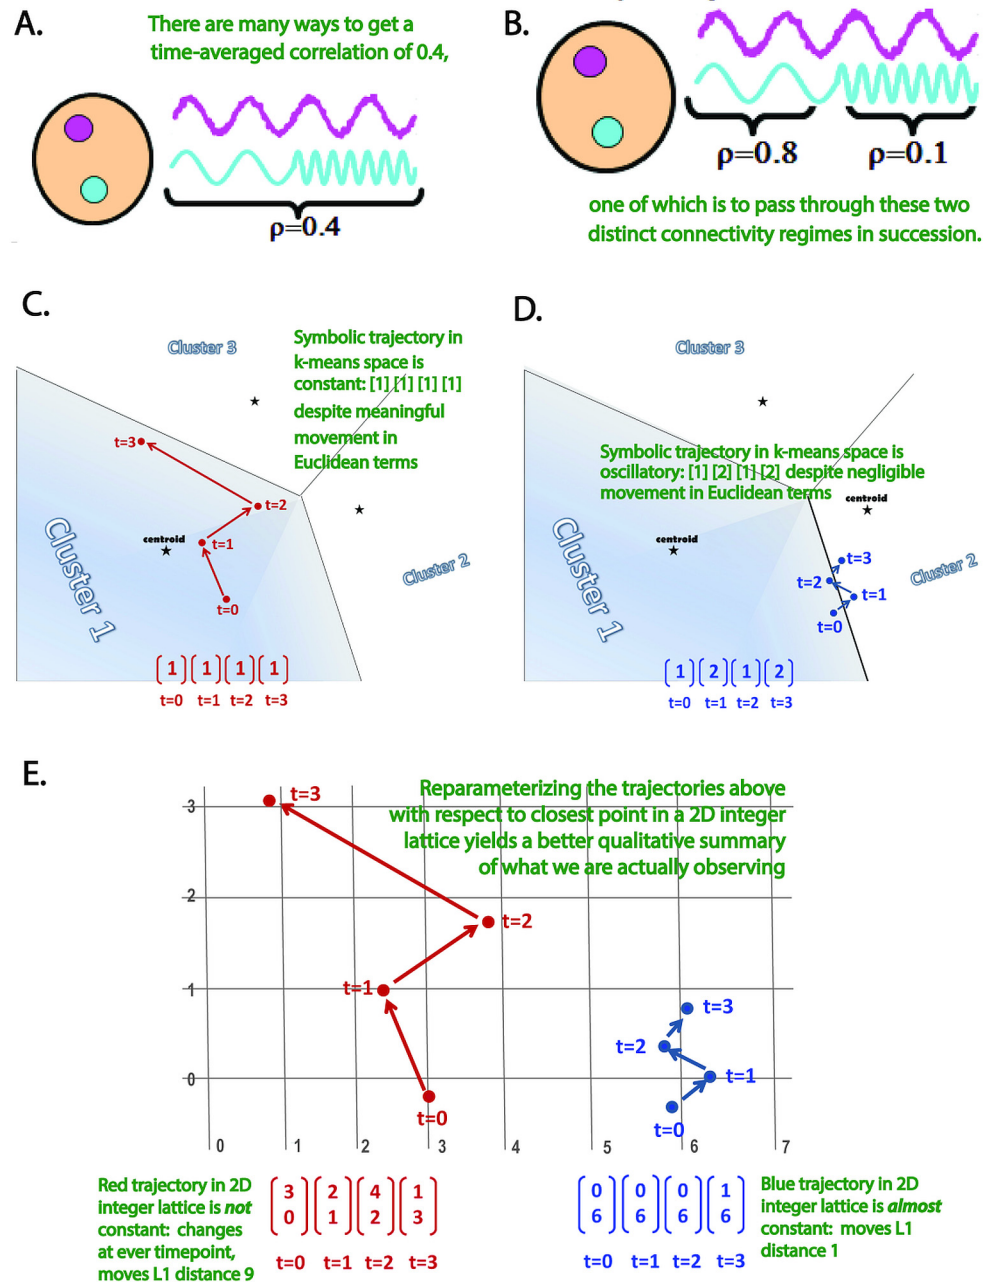 A.
There are many ways to get a
time-averaged correlation of 0.4,
ρ=0.4
B.
ρ=0.8
ρ=0.1
one of which is to pass through these two
distinct connectivity regimes in succession.
C.
Cluster 3
Symbolic trajectory in
k-means space is
constant: [1] [1] [1] [1]
despite meaningful
movement in
Euclidean terms
t=3
t=2
centroid
t=1
t=0
Cluster 1
Cluster 2
1 1 1 1
t=0 t=1 t=2 t=3
D.
Cluster 3
Symbolic trajectory in k-means space is
oscillatory: [1] [2] [1] [2] despite negligible
movement in Euclidean terms
centroid
centroid
t=3
t=2
t=1
t=0
Cluster 1
Cluster 2
1 2 1 2
t=0 t=1 t=2 t=3
E.
Reparameterizing the trajectories above
with respect to closest point in a 2D integer
lattice yields a better qualitative summary
of what we are actually observing
3
2
1
0
t=3
t=2
t=1
t=0
t=3
t=2
t=1
t=0
0 1 2 3 4 5 6 7
Red trajectory in 2D
integer lattice is not
constant: changes
at ever timepoint,
moves L1 distance 9
3 2 4 1
0 1 2 3
t=0 t=1 t=2 t=3
0 0 0 1
6 6 6 6
t=0 t=1 t=2 t=3
Blue trajectory in 2D
integer lattice is almost
constant: moves L1
distance 1